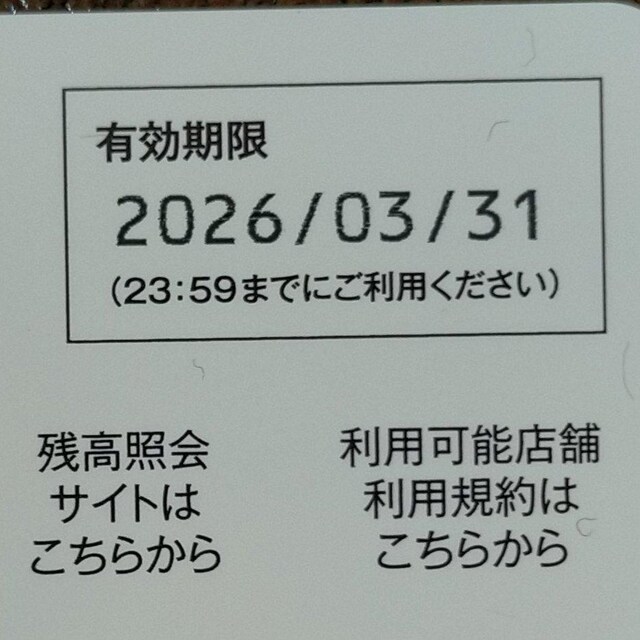 有効期限
2026/03/31
(23:59までにご利用ください)
残高照会
サイトは
こちらから
利用可能店舗
利用規約は
こちらから